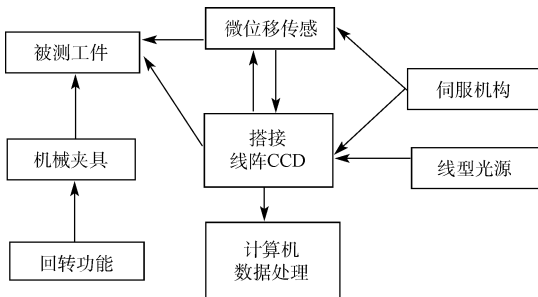 微位移传感
被测工件
伺服机构
搭接
线阵CCD
机械夹具
线型光源
回转功能
计算机
数据处理